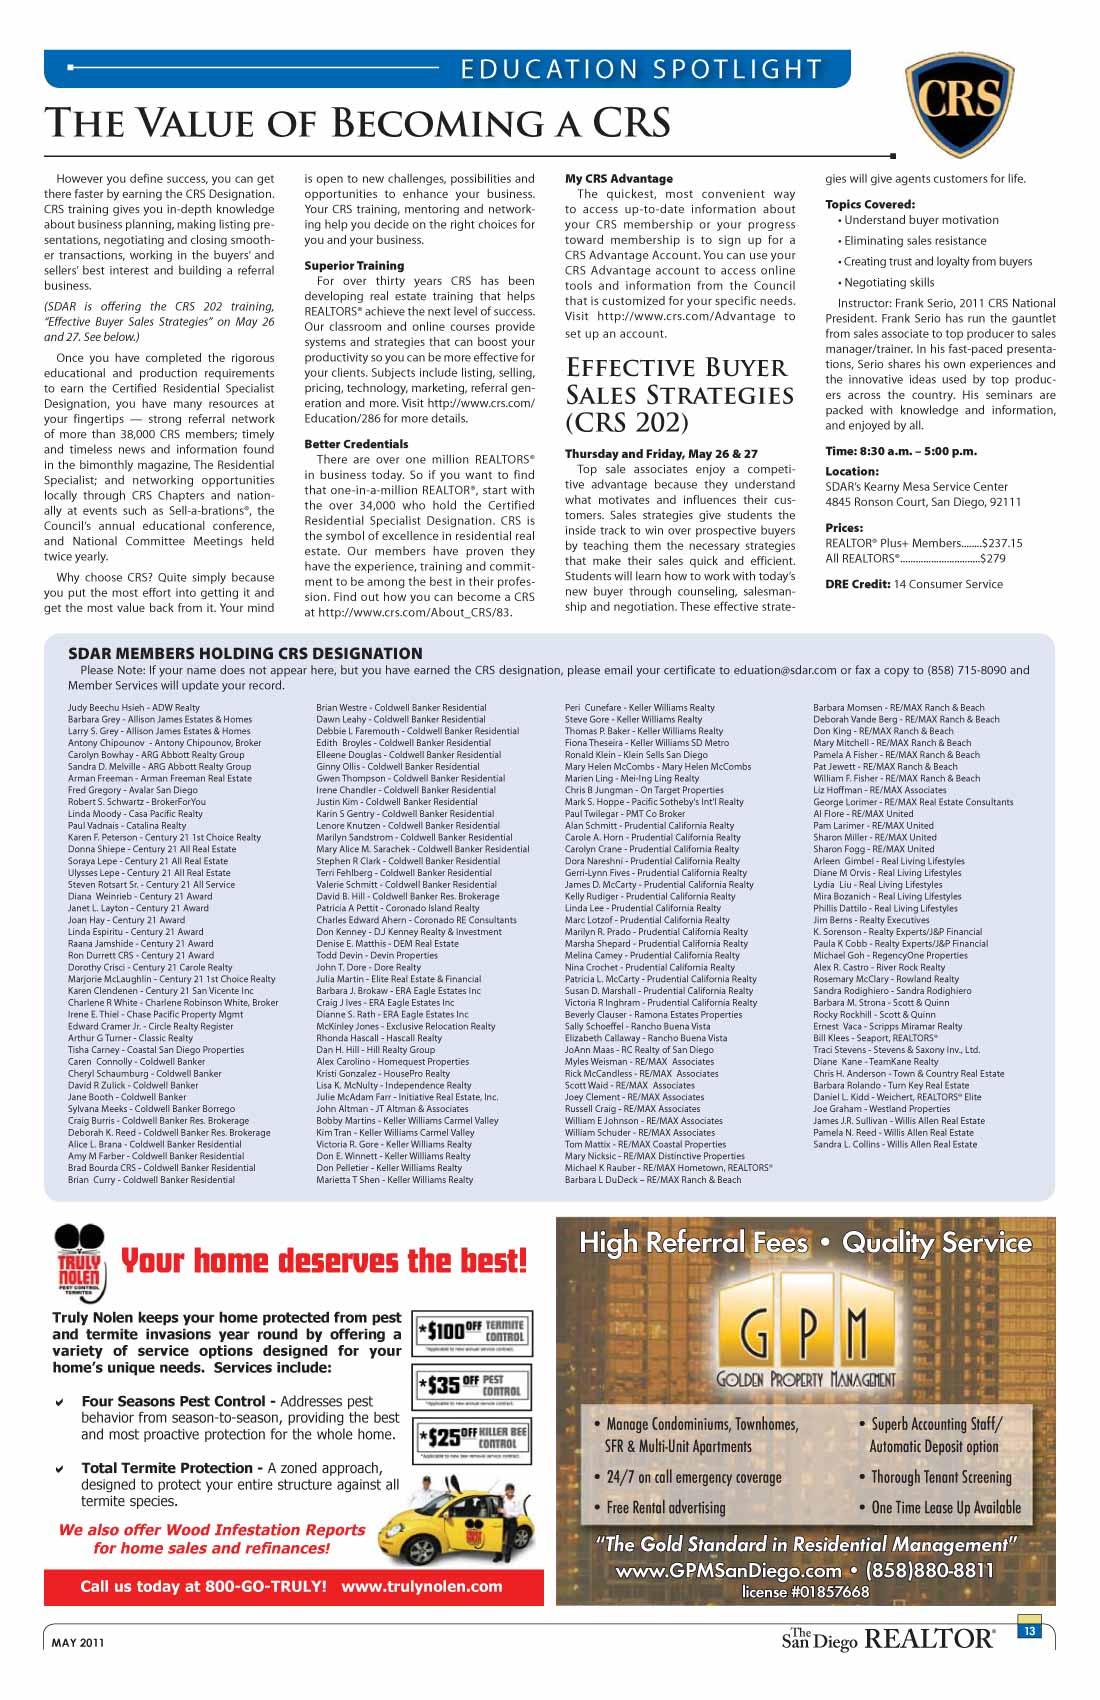 EDUCATION SPOTLIGHT
CRS
THE VALUE OF BECOMING A CRS
However you define success, you can get
there faster by earning the CRS Designation.
CRS training gives you in-depth knowledge
about business planning, making listing pre-
sentations, negotiating and closing smooth-
er transactions, working in the buyers' and
sellers' best interest and building a referral
business.
(SDAR is offering the CRS 202 training,
"Effective Buyer Sales Strategies" on May 26
and 27. See below.)
Once you have completed the rigorous
educational and production requirements
to earn the Certified Residential Specialist
Designation, you have many resources at
your fingertips — strong referral network
of more than 38,000 CRS members; timely
and timeless news and information found
in the bimonthly magazine, The Residential
Specialist; and networking opportunities
locally through CRS Chapters and nation-
ally at events such as Sell-a-brations®, the
Council's annual educational conference,
and National Committee Meetings held
twice yearly.
Why choose CRS? Quite simply because
you put the most effort into getting it and
get the most value back from it. Your mind
is open to new challenges, possibilities and
opportunities to enhance your business.
Your CRS training, mentoring and network-
ing help you decide on the right choices for
you and your business.
Superior Training
For over thirty years CRS has been
developing real estate training that helps
REALTORS® achieve the next level of success.
Our classroom and online courses provide
systems and strategies that can boost your
productivity so you can be more effective for
your clients. Subjects include listing, selling,
pricing, technology, marketing, referral gen-
eration and more. Visit http://www.crs.com/
Education/286 for more details.
Better Credentials
There are over one million REALTORS®
in business today. So if you want to find
that one-in-a-million REALTOR®, start with
the over 34,000 who hold the Certified
Residential Specialist Designation. CRS is
the symbol of excellence in residential real
estate. Our members have proven they
have the experience, training and commit-
ment to be among the best in their profes-
sion. Find out how you can become a CRS
at http://www.crs.com/About_CRS/83.
My CRS Advantage
The quickest, most convenient way
to access up-to-date information about
your CRS membership or your progress
toward membership is to sign up for a
CRS Advantage Account. You can use your
CRS Advantage account to access online
tools and information from the Council
that is customized for your specific needs.
Visit http://www.crs.com/Advantage to
set up an account.
EFFECTIVE BUYER
SALES STRATEGIES
(CRS 202)
Thursday and Friday, May 26 & 27
Top sale associates enjoy a competi-
tive advantage because they understand
what motivates and influences their cus-
tomers. Sales strategies give students the
inside track to win over prospective buyers
by teaching them the necessary strategies
that make their sales quick and efficient.
Students will learn how to work with today's
new buyer through counseling, salesman-
ship and negotiation. These effective strate-
gies will give agents customers for life.
Topics Covered:
• Understand buyer motivation
• Eliminating sales resistance
• Creating trust and loyalty from buyers
• Negotiating skills
Instructor: Frank Serio, 2011 CRS National
President. Frank Serio has run the gauntlet
from sales associate to top producer to sales
manager/trainer. In his fast-paced presenta-
tions, Serio shares his own experiences and
the innovative ideas used by top produc-
ers across the country. His seminars are
packed with knowledge and information,
and enjoyed by all.
Time: 8:30 a.m. – 5:00 p.m.
Location:
SDAR's Kearny Mesa Service Center
4845 Ronson Court, San Diego, 92111
Prices:
REALTOR® Plus+ Members........$237.15
All REALTORS®................................$279
DRE Credit: 14 Consumer Service
SDAR MEMBERS HOLDING CRS DESIGNATION
Please Note: If your name does not appear here, but you have earned the CRS designation, please email your certificate to eduation@sdar.com or fax a copy to (858) 715-8090 and
Member Services will update your record.
Judy Beechu Hsieh - ADW Realty
Barbara Grey - Allison James Estates & Homes
Larry S. Grey - Allison James Estates & Homes
Antony Chipounov - Antony Chipounov, Broker
Carolyn Bowhay - ARG Abbott Realty Group
Sandra D. Melville - ARG Abbott Realty Group
Arman Freeman - Arman Freeman Real Estate
Fred Gregory - Avalar San Diego
Robert S. Schwartz - BrokerForYou
Linda Moody - Casa Pacific Realty
Paul Vadnais - Catalina Realty
Karen F. Peterson - Century 21 1st Choice Realty
Donna Shiepe - Century 21 All Real Estate
Soraya Lepe - Century 21 All Real Estate
Ulysses Lepe - Century 21 All Real Estate
Steven Rotsart Sr. - Century 21 All Service
Diana Weinrieb - Century 21 Award
Janet L. Layton - Century 21 Award
Joan Hay - Century 21 Award
Linda Espiritu - Century 21 Award
Raana Jamshide - Century 21 Award
Ron Durrett CRS - Century 21 Award
Dorothy Crisci - Century 21 Carole Realty
Marjorie McLaughlin - Century 21 1st Choice Realty
Karen Clendenen - Century 21 San Vicente Inc
Charlene R White - Charlene Robinson White, Broker
Irene E. Thiel - Chase Pacific Property Mgmt
Edward Cramer Jr. - Circle Realty Register
Arthur G Turner - Classic Realty
Tisha Carney - Coastal San Diego Properties
Caren Connolly - Coldwell Banker
Cheryl Schaumburg - Coldwell Banker
David R Zulick - Coldwell Banker
Jane Booth - Coldwell Banker
Sylvana Meeks - Coldwell Banker Borrego
Craig Burris - Coldwell Banker Res. Brokerage
Deborah K. Reed - Coldwell Banker Res. Brokerage
Alice L. Brana - Coldwell Banker Residential
Amy M Farber - Coldwell Banker Residential
Brad Bourda CRS - Coldwell Banker Residential
Brian Curry - Coldwell Banker Residential
Brian Westre - Coldwell Banker Residential
Dawn Leahy - Coldwell Banker Residential
Debbie L Faremouth - Coldwell Banker Residential
Edith Broyles - Coldwell Banker Residential
Elleene Douglas - Coldwell Banker Residential
Ginny Ollis - Coldwell Banker Residential
Gwen Thompson - Coldwell Banker Residential
Irene Chandler - Coldwell Banker Residential
Justin Kim - Coldwell Banker Residential
Karin S Gentry - Coldwell Banker Residential
Lenore Knutzen - Coldwell Banker Residential
Marilyn Sandstrom - Coldwell Banker Residential
Mary Alice M. Sarachek - Coldwell Banker Residential
Stephen R Clark - Coldwell Banker Residential
Terri Fehlberg - Coldwell Banker Residential
Valerie Schmitt - Coldwell Banker Residential
David B. Hill - Coldwell Banker Res. Brokerage
Patricia A Pettit - Coronado Island Realty
Charles Edward Ahern - Coronado RE Consultants
Don Kenney - DJ Kenney Realty & Investment
Denise E. Matthis - DEM Real Estate
Todd Devin - Devin Properties
John T. Dore - Dore Realty
Julia Martin - Elite Real Estate & Financial
Barbara J. Brokaw - ERA Eagle Estates Inc
Craig J Ives - ERA Eagle Estates Inc
Dianne S. Rath - ERA Eagle Estates Inc
McKinley Jones - Exclusive Relocation Realty
Rhonda Hascall - Hascall Realty
Dan H. Hill - Hill Realty Group
Alex Carolino - Homequest Properties
Kristi Gonzalez - HousePro Realty
Lisa K. McNulty - Independence Realty
Julie McAdam Farr - Initiative Real Estate, Inc.
John Altman - JT Altman & Associates
Bobby Martins - Keller Williams Carmel Valley
Kim Tran - Keller Williams Carmel Valley
Victoria R. Gore - Keller Williams Realty
Don E. Winnett - Keller Williams Realty
Don Pelletier - Keller Williams Realty
Marietta T Shen - Keller Williams Realty
Peri Cunefare - Keller Williams Realty
Steve Gore - Keller Williams Realty
Thomas P. Baker - Keller Williams Realty
Fiona Theseira - Keller Williams SD Metro
Ronald Klein - Klein Sells San Diego
Mary Helen McCombs - Mary Helen McCombs
Marien Ling - Mei-Ing Ling Realty
Chris B Jungman - On Target Properties
Mark S. Hoppe - Pacific Sotheby's Int'l Realty
Paul Twilegar - PMT Co Broker
Alan Schmitt - Prudential California Realty
Carole A. Horn - Prudential California Realty
Carolyn Crane - Prudential California Realty
Dora Nareshni - Prudential California Realty
Gerri-Lynn Fives - Prudential California Realty
James D. McCarty - Prudential California Realty
Kelly Rudiger - Prudential California Realty
Linda Lee - Prudential California Realty
Marc Lotzof - Prudential California Realty
Marilyn R. Prado - Prudential California Realty
Marsha Shepard - Prudential California Realty
Melina Camey - Prudential California Realty
Nina Crochet - Prudential California Realty
Patricia L. McCarty - Prudential California Realty
Susan D. Marshall - Prudential California Realty
Victoria R Inghram - Prudential California Realty
Beverly Clauser - Ramona Estates Properties
Sally Schoeffel - Rancho Buena Vista
Elizabeth Callaway - Rancho Buena Vista
JoAnn Maas - RC Realty of San Diego
Myles Weisman - RE/MAX Associates
Rick McCandless - RE/MAX Associates
Scott Waid - RE/MAX Associates
Joey Clement - RE/MAX Associates
Russell Craig - RE/MAX Associates
William E Johnson - RE/MAX Associates
William Schuder - RE/MAX Associates
Tom Mattix - RE/MAX Coastal Properties
Mary Nicksic - RE/MAX Distinctive Properties
Michael K Rauber - RE/MAX Hometown, REALTORS®
Barbara L DuDeck – RE/MAX Ranch & Beach
Barbara Momsen - RE/MAX Ranch & Beach
Deborah Vande Berg - RE/MAX Ranch & Beach
Don King - RE/MAX Ranch & Beach
Mary Mitchell - RE/MAX Ranch & Beach
Pamela A Fisher - RE/MAX Ranch & Beach
Pat Jewett - RE/MAX Ranch & Beach
William F. Fisher - RE/MAX Ranch & Beach
Liz Hoffman - RE/MAX Associates
George Lorimer - RE/MAX Real Estate Consultants
Al Flore - RE/MAX United
Pam Larimer - RE/MAX United
Sharon Miller - RE/MAX United
Sharon Fogg - RE/MAX United
Arleen Gimbel - Real Living Lifestyles
Diane M Orvis - Real Living Lifestyles
Lydia Liu - Real Living Lifestyles
Mira Bozanich - Real Living Lifestyles
Phillis Dattilo - Real Living Lifestyles
Jim Berns - Realty Executives
K. Sorenson - Realty Experts/J&P Financial
Paula K Cobb - Realty Experts/J&P Financial
Michael Goh - RegencyOne Properties
Alex R. Castro - River Rock Realty
Rosemary McClary - Rowland Realty
Sandra Rodighiero - Sandra Rodighiero
Barbara M. Strona - Scott & Quinn
Rocky Rockhill - Scott & Quinn
Ernest Vaca - Scripps Miramar Realty
Bill Klees - Seaport, REALTORS®
Traci Stevens - Stevens & Saxony Inv., Ltd.
Diane Kane - TeamKane Realty
Chris H. Anderson - Town & Country Real Estate
Barbara Rolando - Turn Key Real Estate
Daniel L. Kidd - Weichert, REALTORS® Elite
Joe Graham - Westland Properties
James J.R. Sullivan - Willis Allen Real Estate
Pamela N. Reed - Willis Allen Real Estate
Sandra L. Collins - Willis Allen Real Estate
TRULY
NOLEN
PEST CONTROL
TERMITES
Your home deserves the best!
Truly Nolen keeps your home protected from pest
and termite invasions year round by offering a
variety of service options designed for your
home's unique needs. Services include:
Four Seasons Pest Control - Addresses pest
behavior from season-to-season, providing the best
and most proactive protection for the whole home.
Total Termite Protection - A zoned approach,
designed to protect your entire structure against all
termite species.
We also offer Wood Infestation Reports
for home sales and refinances!
*$100 OFF TERMITE CONTROL
*Applicable to new annual service contract.
*$35 OFF PEST CONTROL
*Applicable to new annual service contract.
*$25 OFF KILLER BEE CONTROL
*Applicable to new bee removal service contract.
Call us today at 800-GO-TRULY! www.trulynolen.com
High Referral Fees • Quality Service
GPM
GOLDEN PROPERTY MANAGEMENT
• Manage Condominiums, Townhomes,
SFR & Multi-Unit Apartments
• 24/7 on call emergency coverage
• Free Rental advertising
• Superb Accounting Staff/
Automatic Deposit option
• Thorough Tenant Screening
• One Time Lease Up Available
"The Gold Standard in Residential Management"
www.GPMSanDiego.com • (858)880-8811
license #01857668
MAY 2011
The San Diego REALTOR®
13